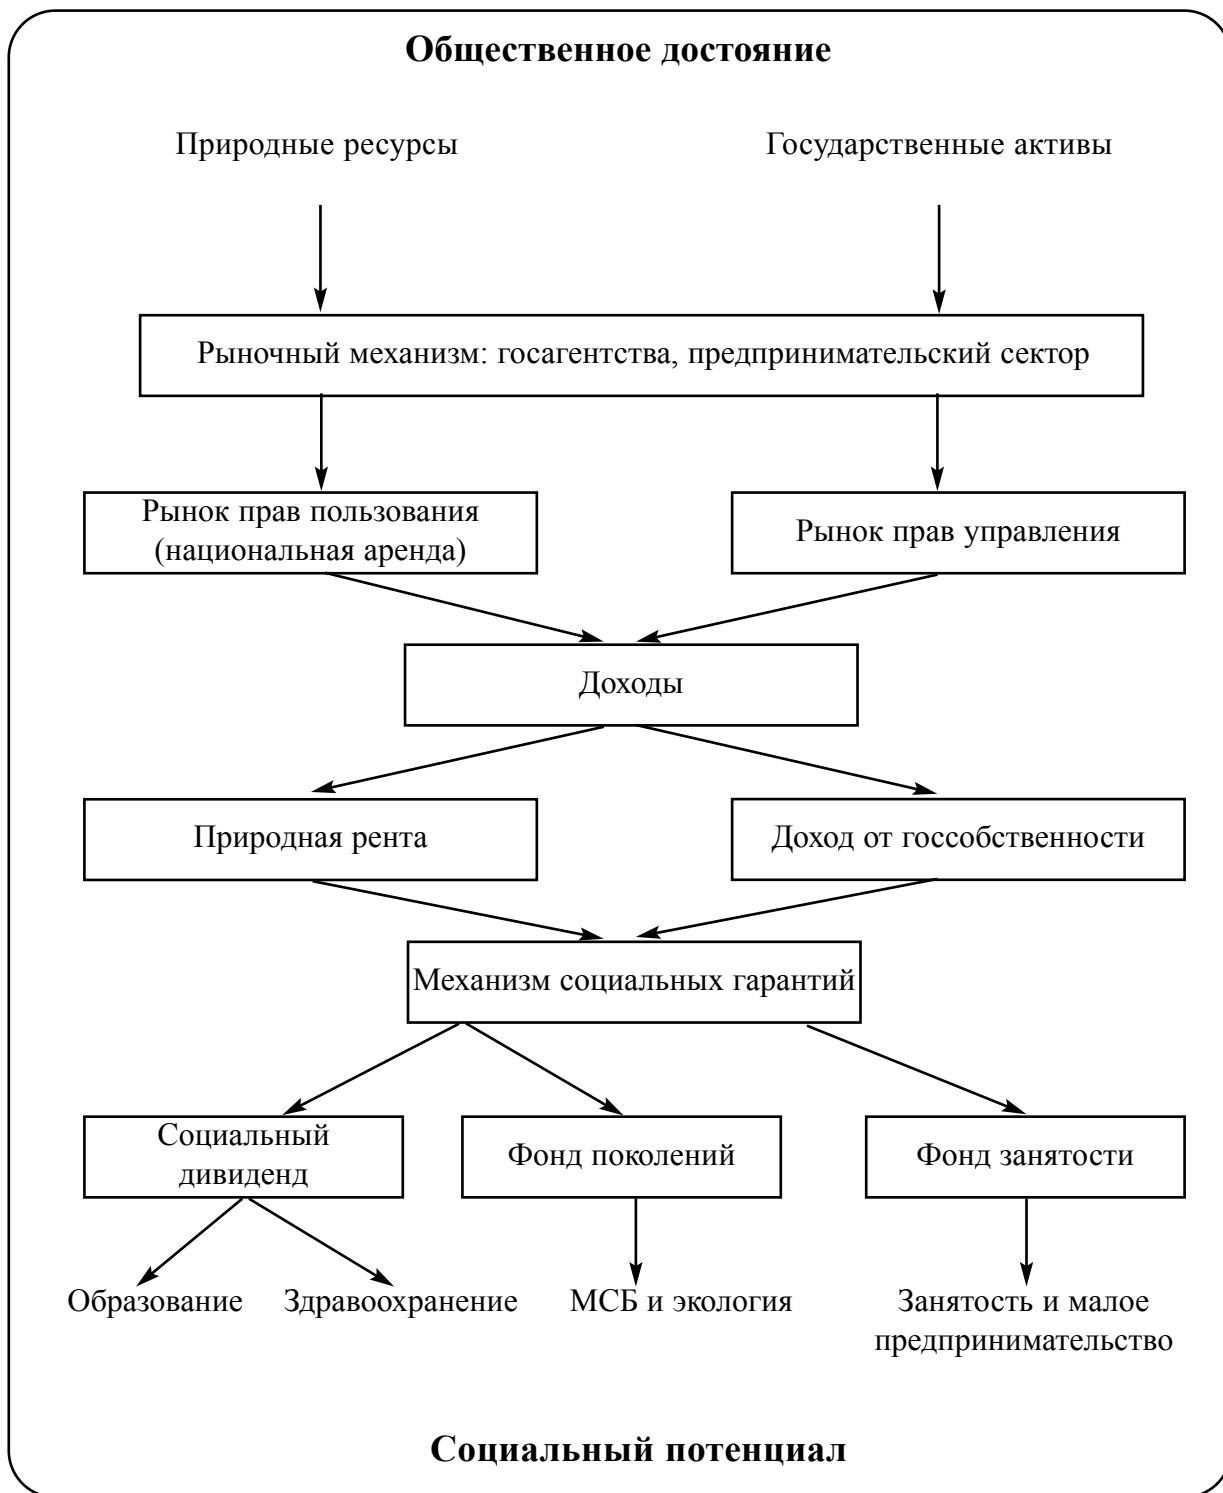 Общественное достояние
Природные ресурсы
Государственные активы
Рыночный механизм: госагентства, предпринимательский сектор
Рынок прав пользования
(национальная аренда)
Рынок прав управления
Доходы
Природная рента
Доход от госсобственности
Механизм социальных гарантий
Социальный
дивиденд
Фонд поколений
Фонд занятости
Образование
Здравоохранение
МСБ и экология
Занятость и малое
предпринимательство
Социальный потенциал